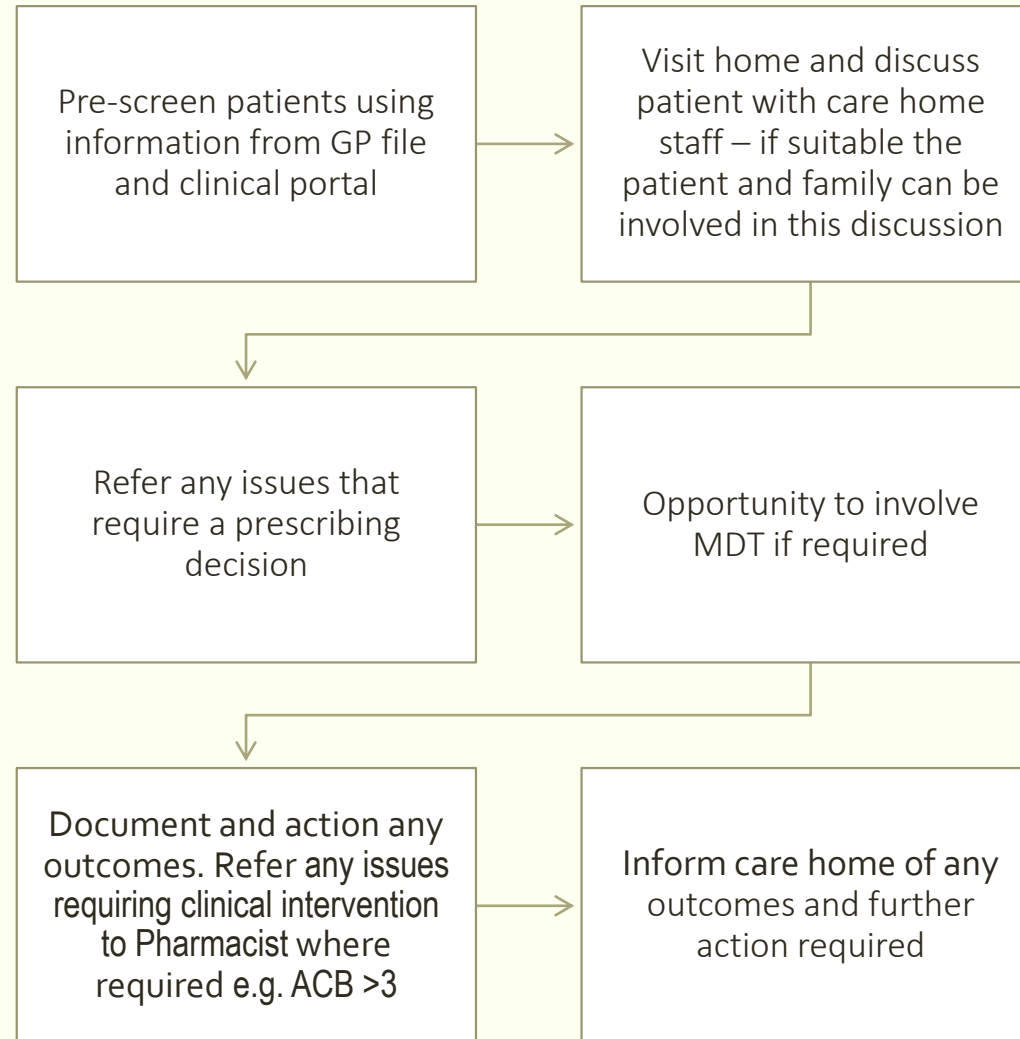 Pre-screen patients using
information from GP file
and clinical portal
Visit home and discuss
patient with care home
staff – if suitable the
patient and family can be
involved in this discussion
Refer any issues that
require a prescribing
decision
Opportunity to involve
MDT if required
Document and action any
outcomes. Refer any issues
requiring clinical intervention
to Pharmacist where
required e.g. ACB >3
Inform care home of any
outcomes and further
action required